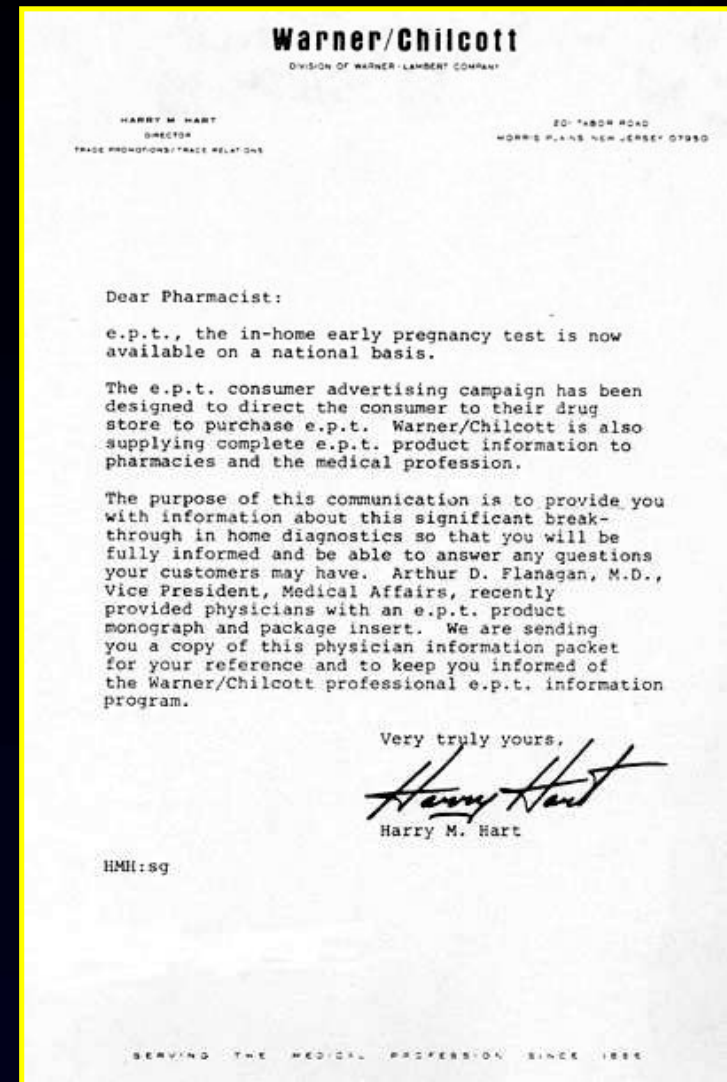 Warner/Chilcott
DIVISION OF WARNER-LAMBERT COMPANY
HARRY M HART
DIRECTOR
TRADE PROMOTIONS/TRADE RELATIONS
201 TABOR ROAD
MORRIS PLAINS NEW JERSEY 07950
Dear Pharmacist:
e.p.t., the in-home early pregnancy test is now
available on a national basis.
The e.p.t. consumer advertising campaign has been
designed to direct the consumer to their drug
store to purchase e.p.t. Warner/Chilcott is also
supplying complete e.p.t. product information to
pharmacies and the medical profession.
The purpose of this communication is to provide you
with information about this significant break-
through in home diagnostics so that you will be
fully informed and be able to answer any questions
your customers may have. Arthur D. Flanagan, M.D.,
Vice President, Medical Affairs, recently
provided physicians with an e.p.t. product
monograph and package insert. We are sending
you a copy of this physician information packet
for your reference and to keep you informed of
the Warner/Chilcott professional e.p.t. information
program.
Very truly yours,
Harry Hart
Harry M. Hart
HMH:sg
SERVING THE MEDICAL PROFESSION SINCE